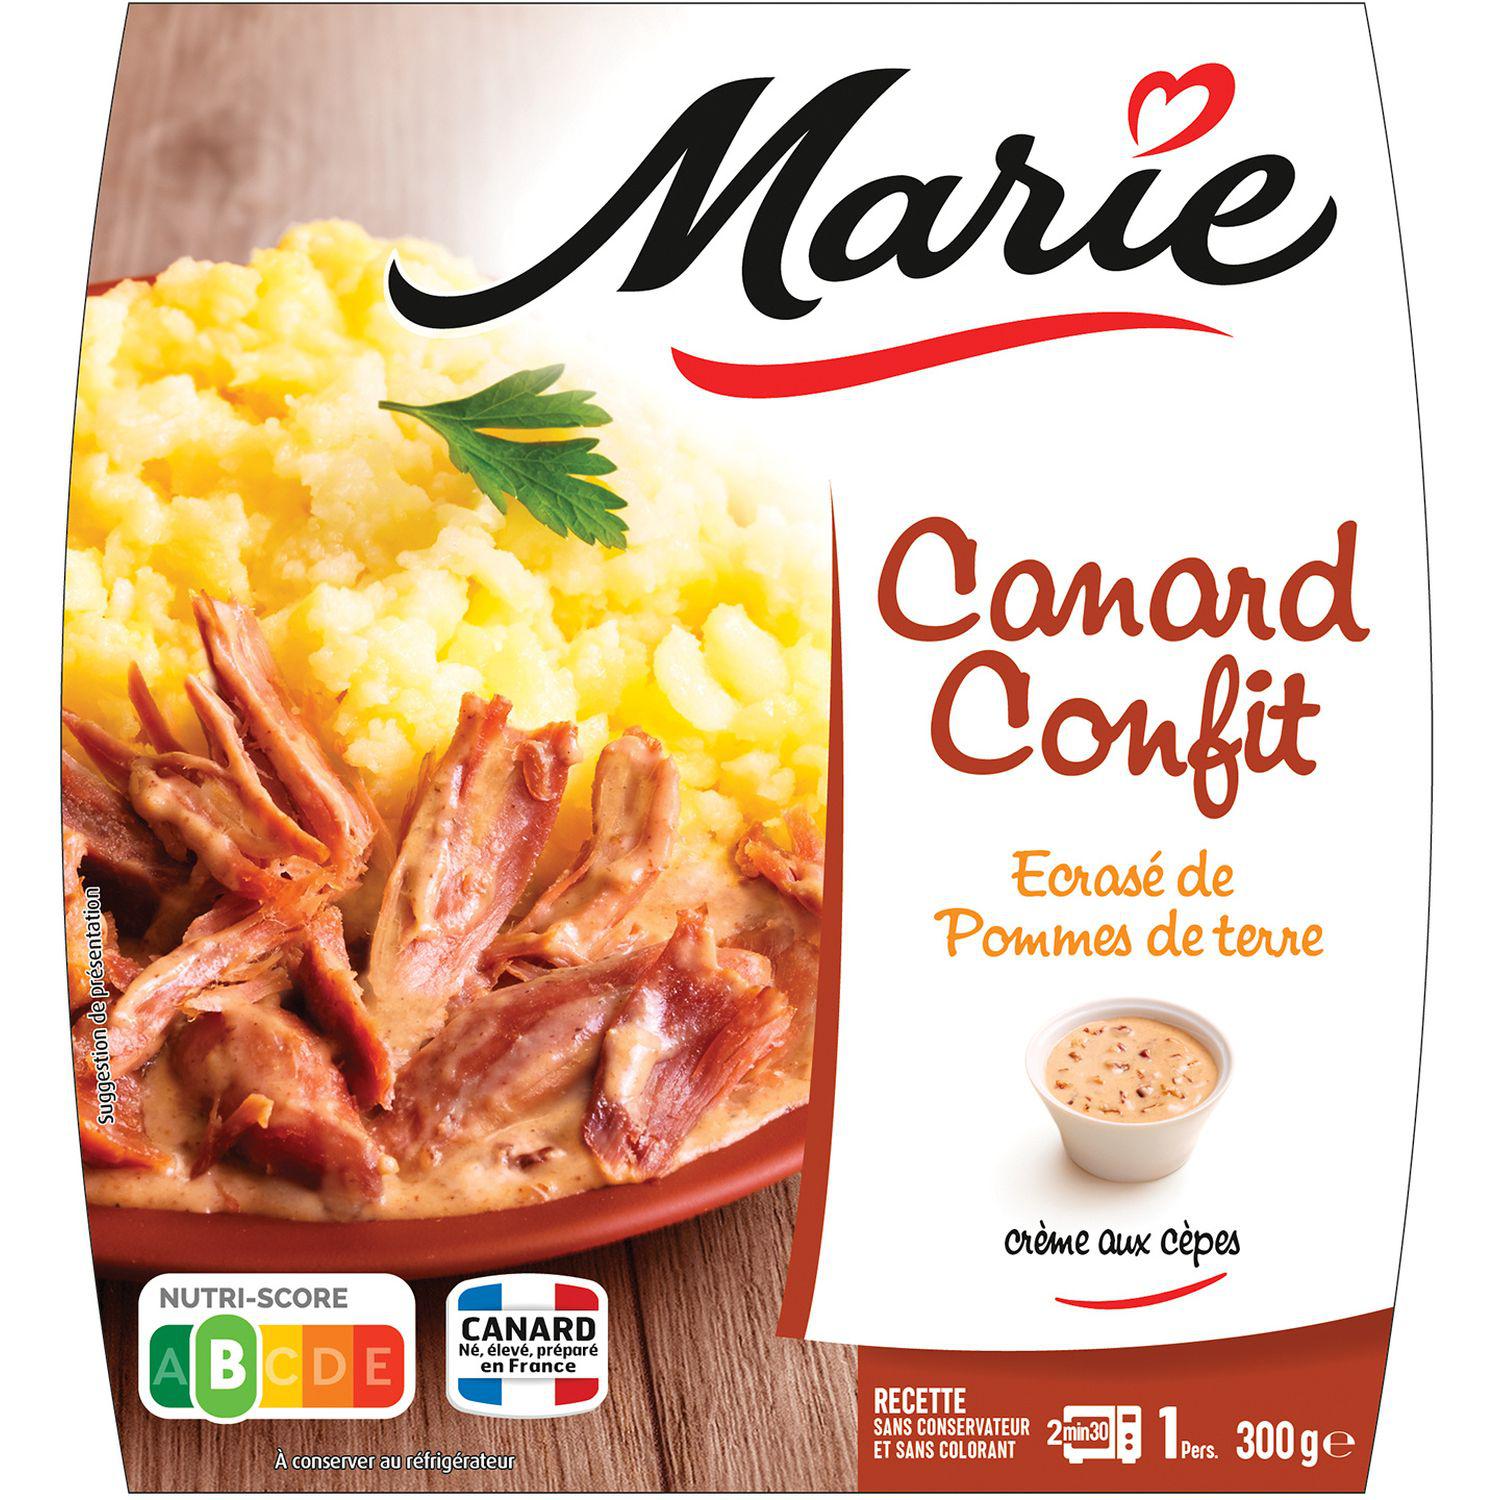 Marie
Canard
Confit
Ecrasé de
Pommes de terre
crème aux cèpes
Suggestion de présentation
NUTRI-SCORE
A B C D E
CANARD
Né, élevé, préparé
en France
À conserver au réfrigérateur
RECETTE
SANS CONSERVATEUR
ET SANS COLORANT
2min30
1 Pers.
300 g e